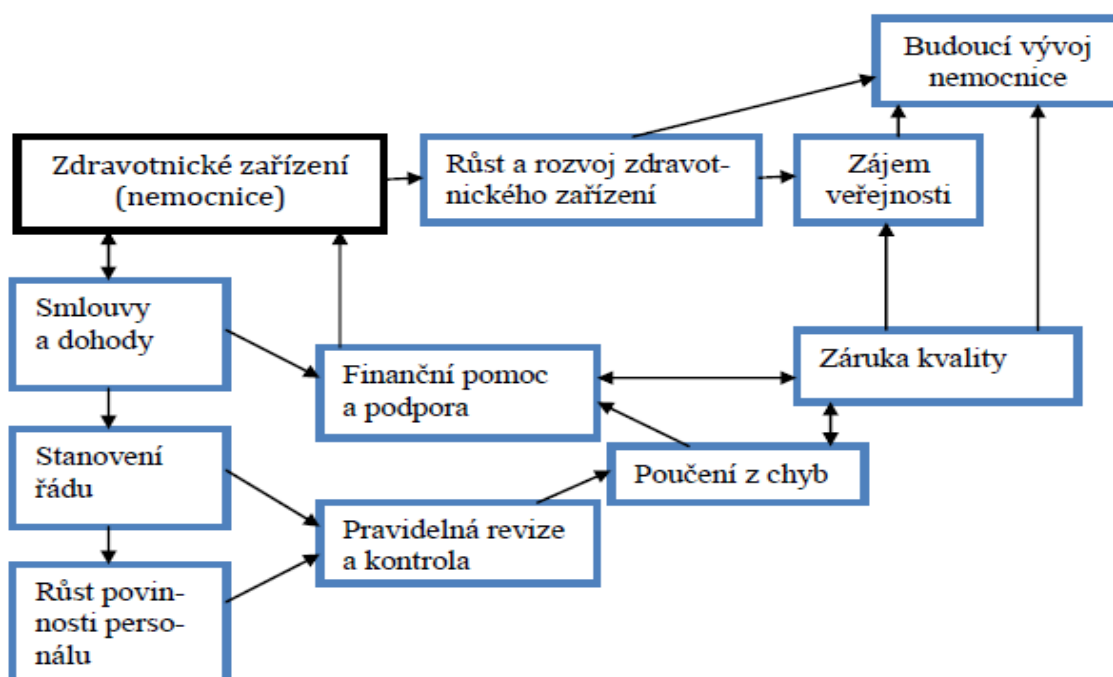 Budoucí vývoj
nemocnice
Zdravotnické zařízení
(nemocnice)
Růst a rozvoj zdravot-
nického zařízení
Zájem
veřejnosti
Smlouvy
a dohody
Finanční pomoc
a podpora
Záruka kvality
Stanovení
řádu
Poučení z chyb
Pravidelná revize
a kontrola
Růst povin-
nosti perso-
nálu